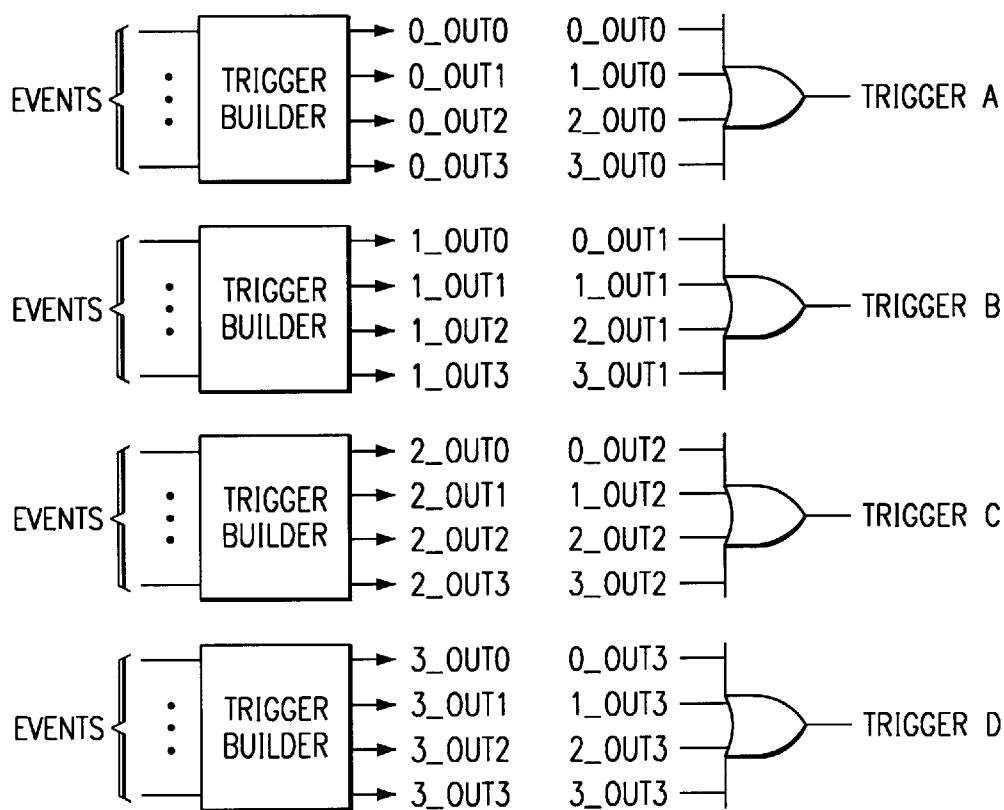 0_OUT0 0_OUT0
EVENTS TRIGGER BUILDER 0_OUT1 1_OUT0 TRIGGER A
0_OUT2 2_OUT0
0_OUT3 3_OUT0
1_OUT0 0_OUT1
EVENTS TRIGGER BUILDER 1_OUT1 1_OUT1 TRIGGER B
1_OUT2 2_OUT1
1_OUT3 3_OUT1
2_OUT0 0_OUT2
EVENTS TRIGGER BUILDER 2_OUT1 1_OUT2 TRIGGER C
2_OUT2 2_OUT2
2_OUT3 3_OUT2
3_OUT0 0_OUT3
EVENTS TRIGGER BUILDER 3_OUT1 1_OUT3 TRIGGER D
3_OUT2 2_OUT3
3_OUT3 3_OUT3